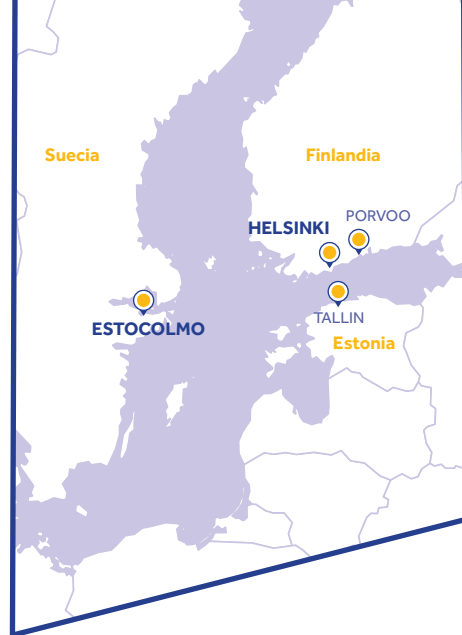 Suecia
Finlandia
PORVOO
HELSINKI
ESTOCOLMO
TALLIN
Estonia